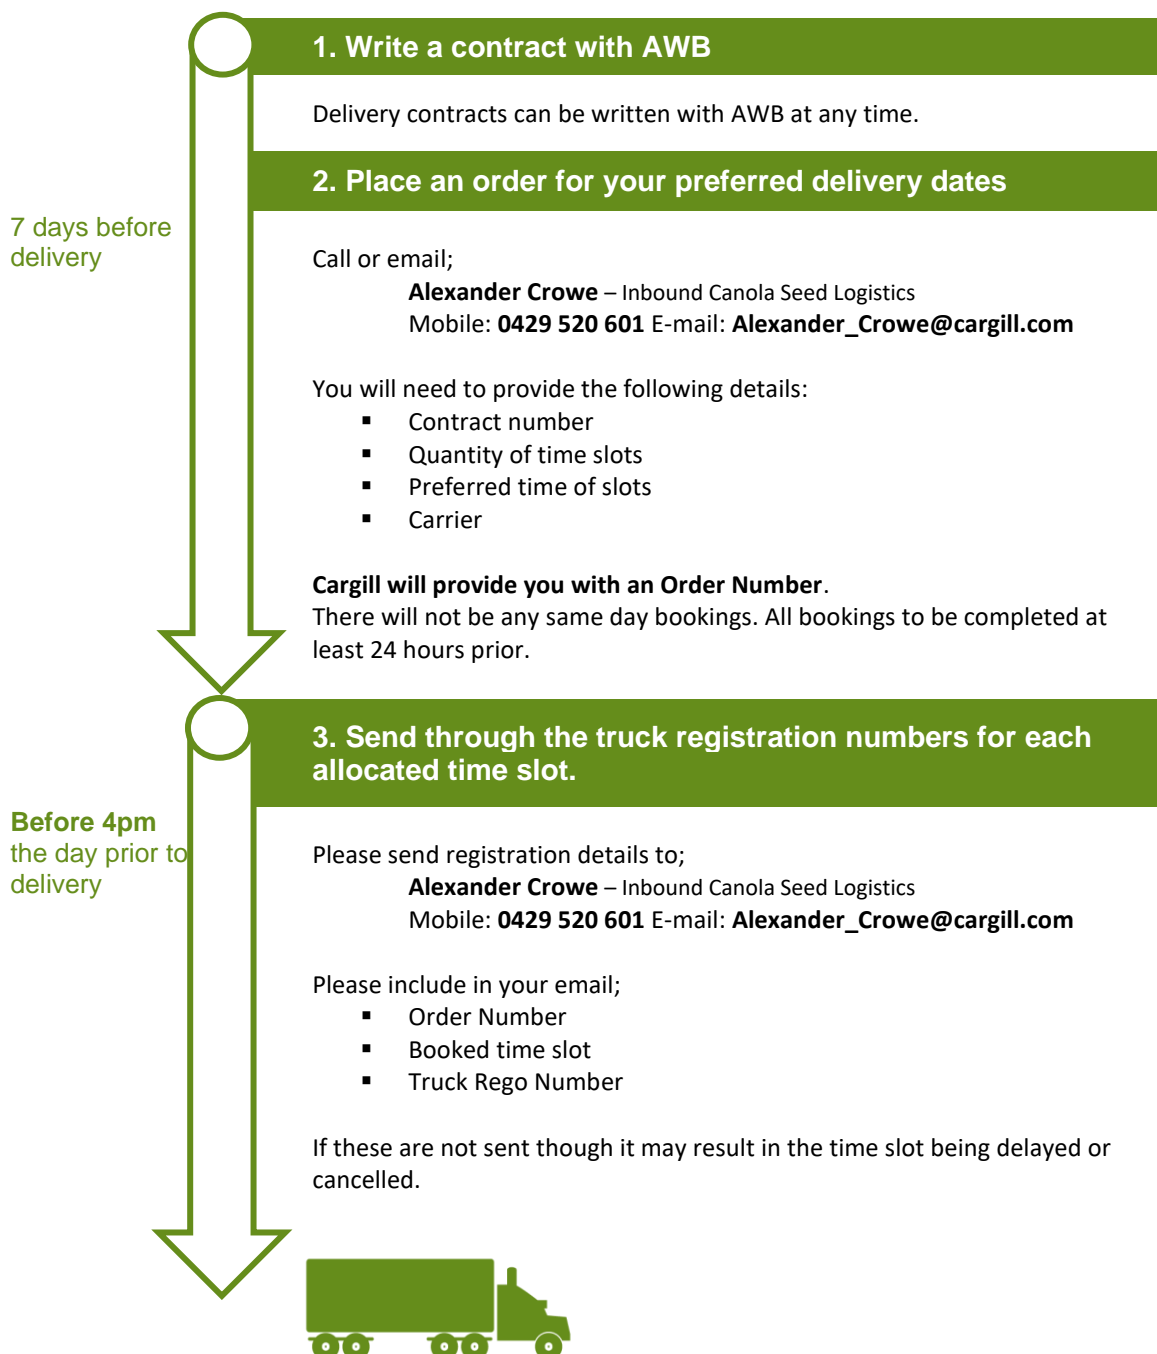 1. Write a contract with AWB
Delivery contracts can be written with AWB at any time.
2. Place an order for your preferred delivery dates
7 days before
delivery
Call or email;
Alexander Crowe – Inbound Canola Seed Logistics
Mobile: 0429 520 601 E-mail: Alexander_Crowe@cargill.com
You will need to provide the following details:
▪ Contract number
▪ Quantity of time slots
▪ Preferred time of slots
▪ Carrier
Cargill will provide you with an Order Number.
There will not be any same day bookings. All bookings to be completed at
least 24 hours prior.
3. Send through the truck registration numbers for each
allocated time slot.
Before 4pm
the day prior to
delivery
Please send registration details to;
Alexander Crowe – Inbound Canola Seed Logistics
Mobile: 0429 520 601 E-mail: Alexander_Crowe@cargill.com
Please include in your email;
▪ Order Number
▪ Booked time slot
▪ Truck Rego Number
If these are not sent though it may result in the time slot being delayed or
cancelled.